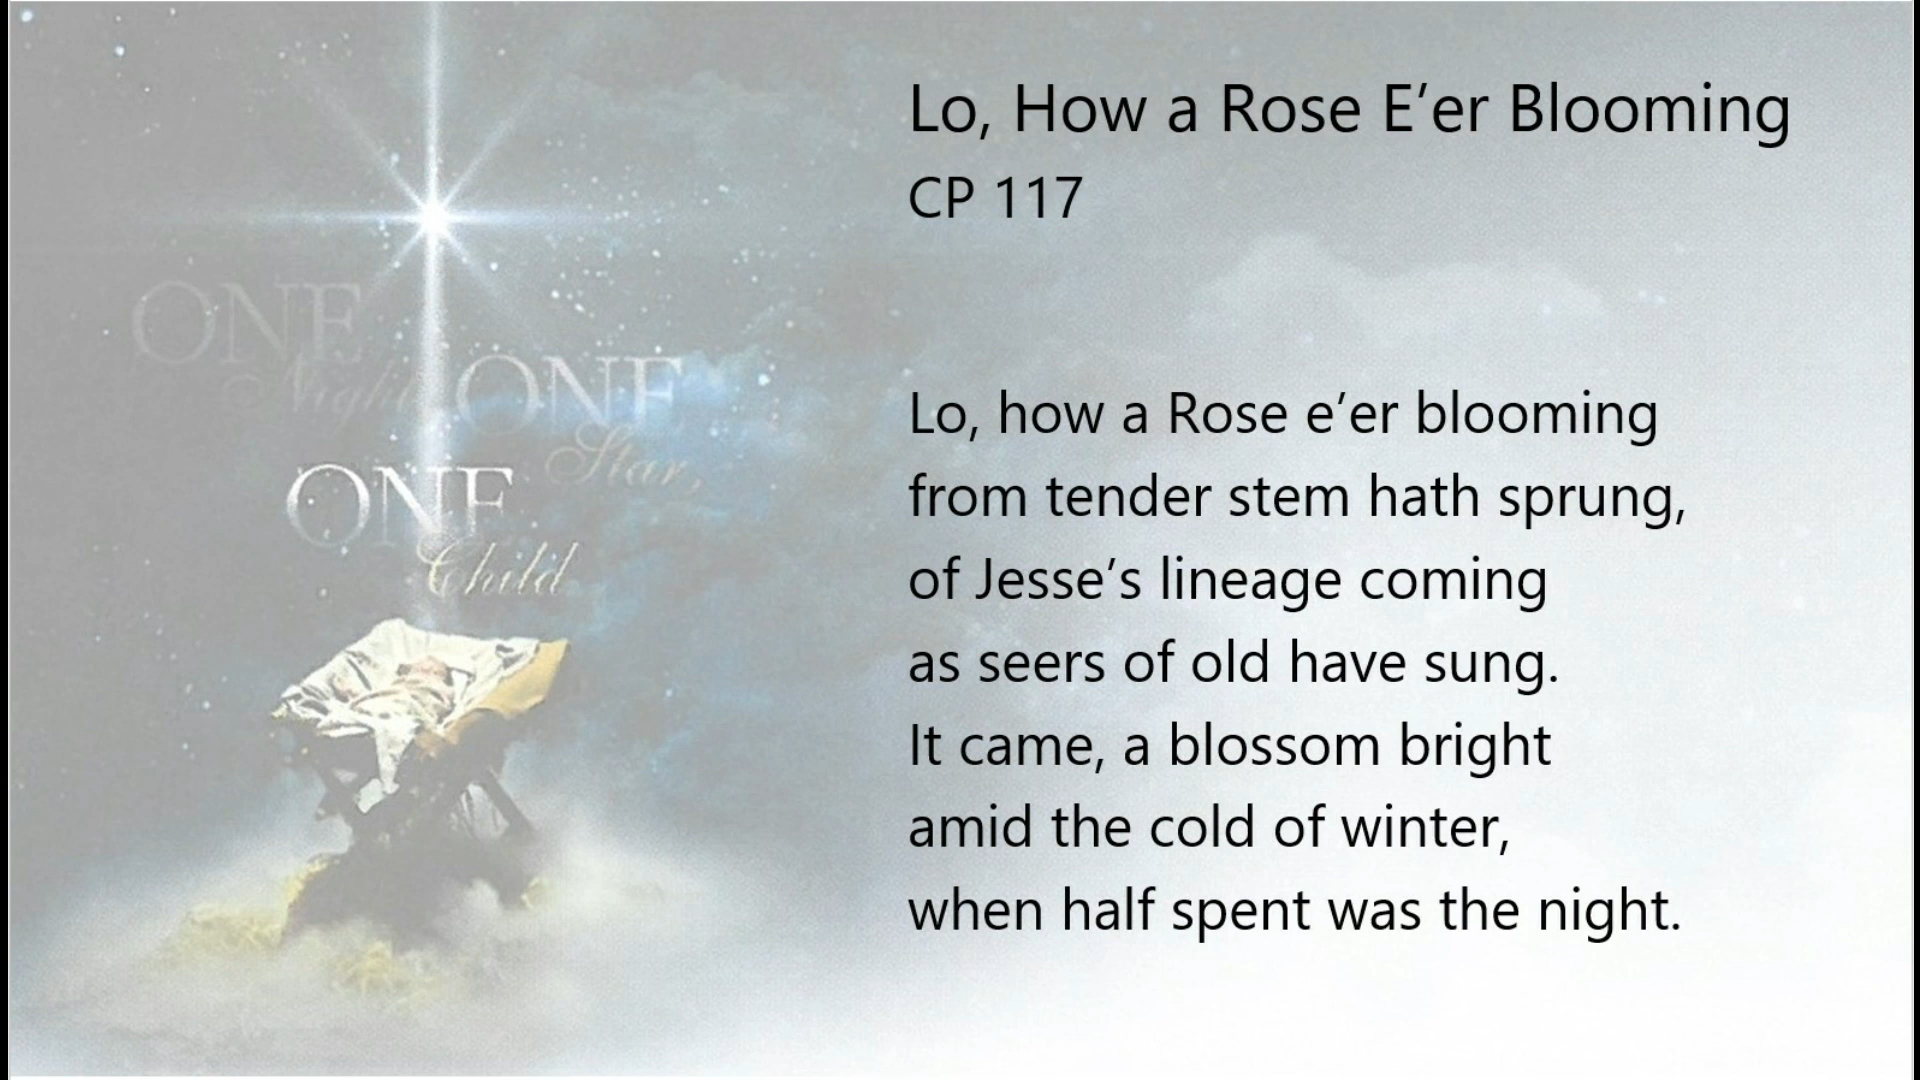 Lo, How a Rose E’er Blooming
CP 117
ONE
Night
ONE
Star,
ONE
Child
Lo, how a Rose e’er blooming
from tender stem hath sprung,
of Jesse’s lineage coming
as seers of old have sung.
It came, a blossom bright
amid the cold of winter,
when half spent was the night.